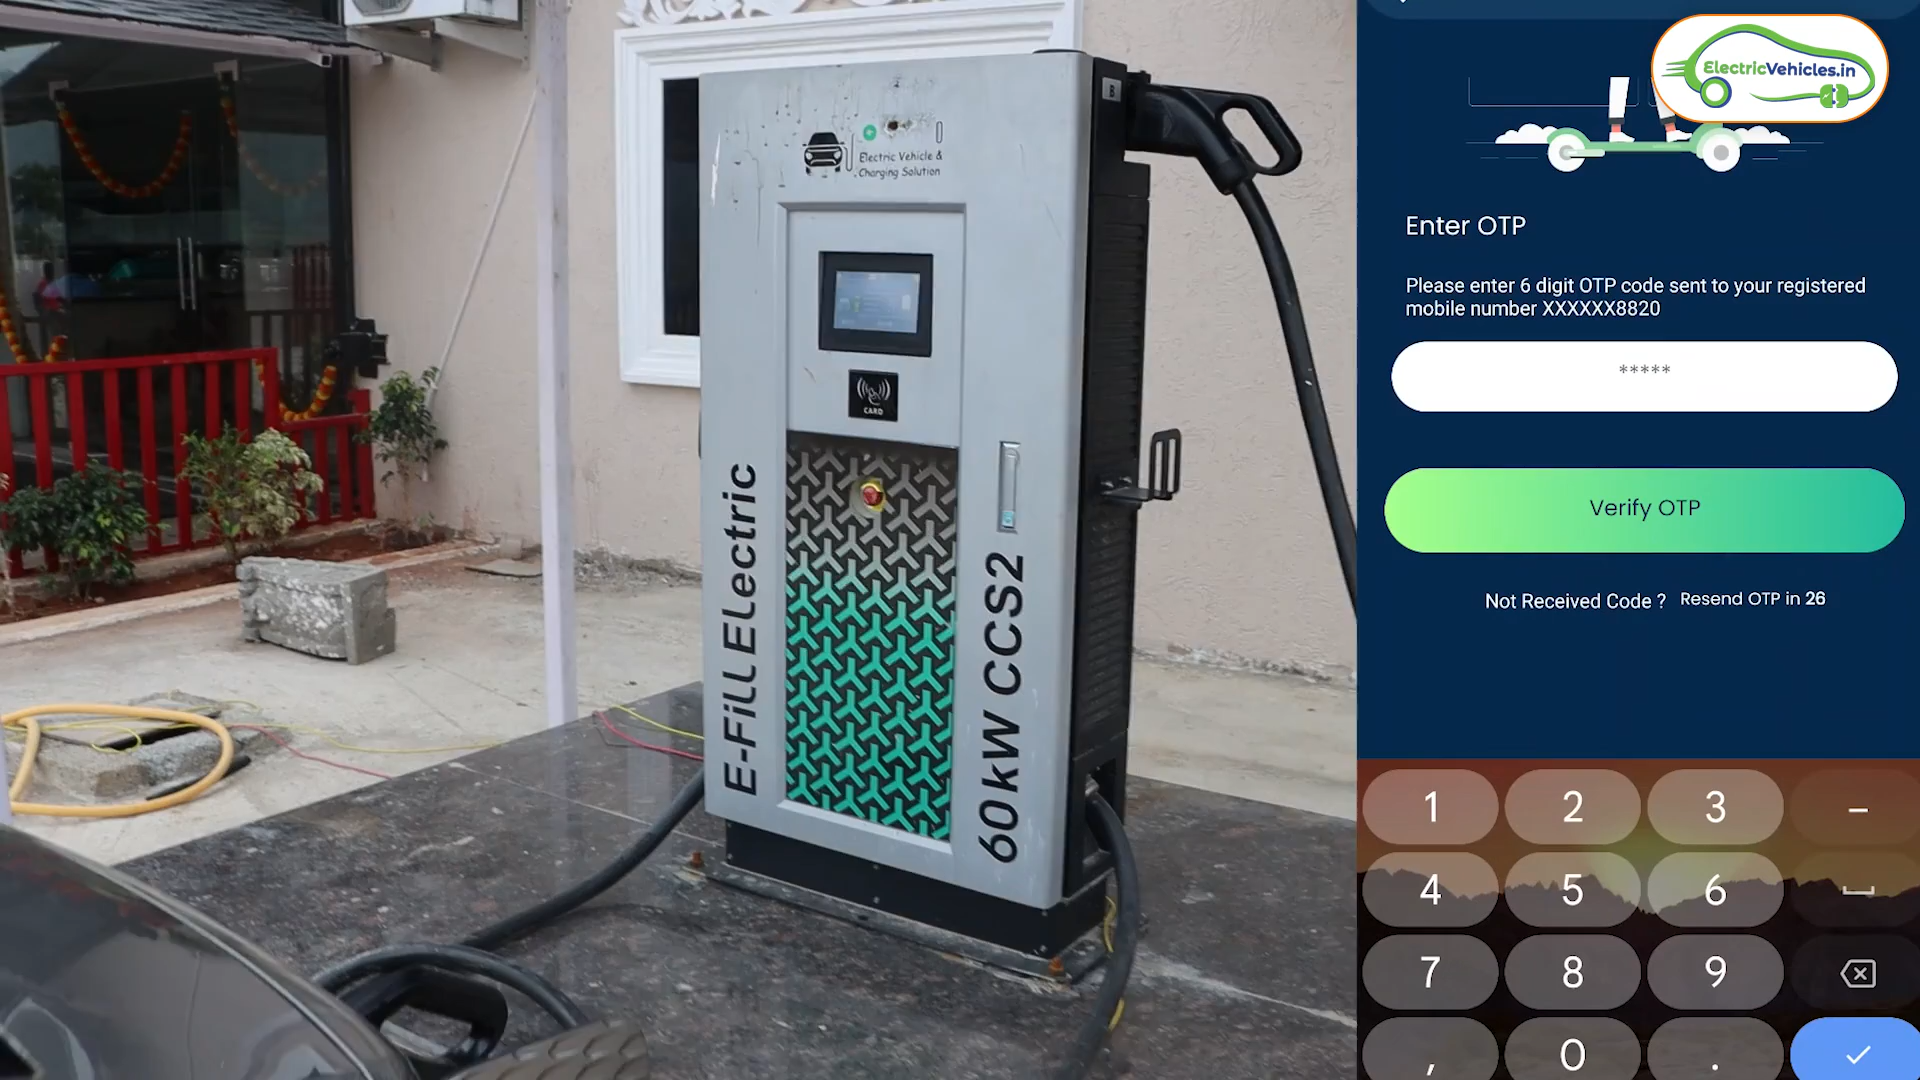 Electric Vehicle &
Charging Solution
CARD
E-Fill Electric
60kW CCS2
ElectricVehicles.in
Enter OTP
Please enter 6 digit OTP code sent to your registered
mobile number XXXXXX8820
*****
Verify OTP
Not Received Code ? Resend OTP in 26
1 2 3 –
4 5 6
7 8 9
, 0 .